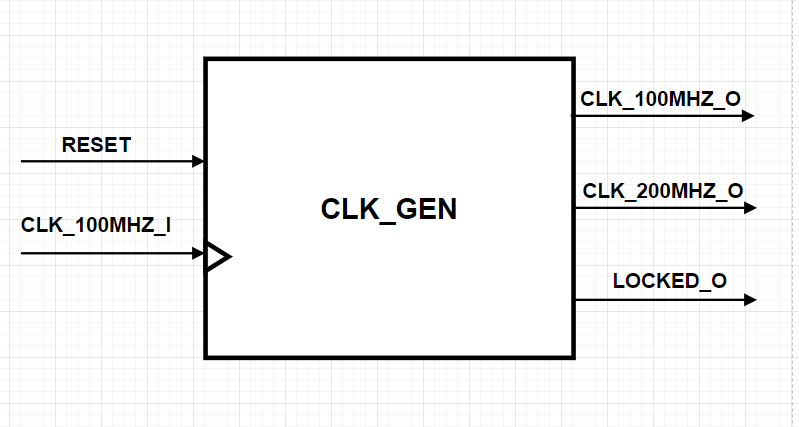 CLK_100MHZ_O
RESET
CLK_200MHZ_O
CLK_GEN
CLK_100MHZ_I
LOCKED_O